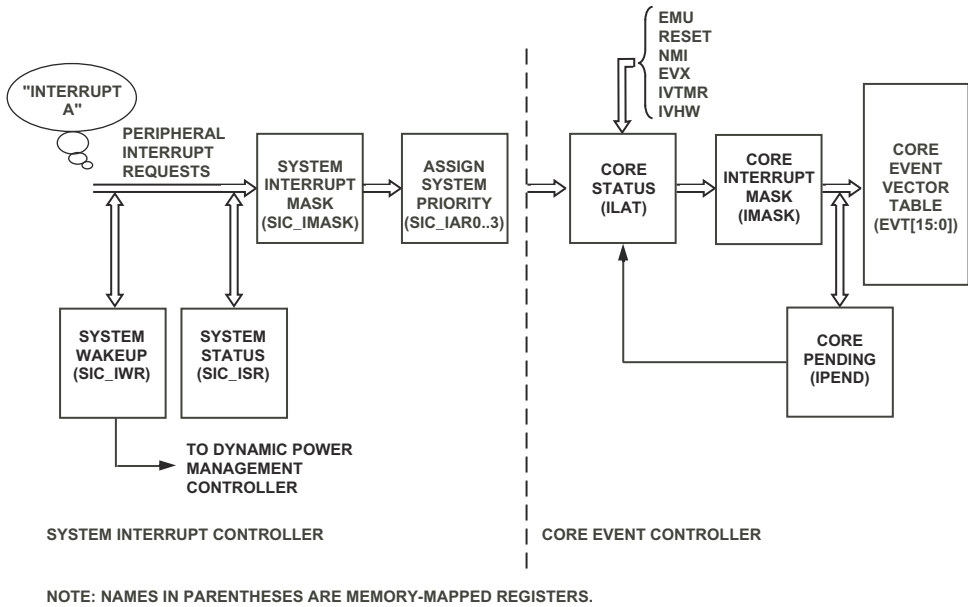 EMU
RESET
NMI
EVX
IVTMR
IVHW
"INTERRUPT
A"
PERIPHERAL
INTERRUPT
REQUESTS
SYSTEM
INTERRUPT
MASK
(SIC_IMASK)
ASSIGN
SYSTEM
PRIORITY
(SIC_IAR0..3)
CORE
STATUS
(ILAT)
CORE
INTERRUPT
MASK
(IMASK)
CORE
EVENT
VECTOR
TABLE
(EVT[15:0])
SYSTEM
WAKEUP
(SIC_IWR)
SYSTEM
STATUS
(SIC_ISR)
CORE
PENDING
(IPEND)
TO DYNAMIC POWER
MANAGEMENT
CONTROLLER
SYSTEM INTERRUPT CONTROLLER
CORE EVENT CONTROLLER
NOTE: NAMES IN PARENTHESES ARE MEMORY-MAPPED REGISTERS.